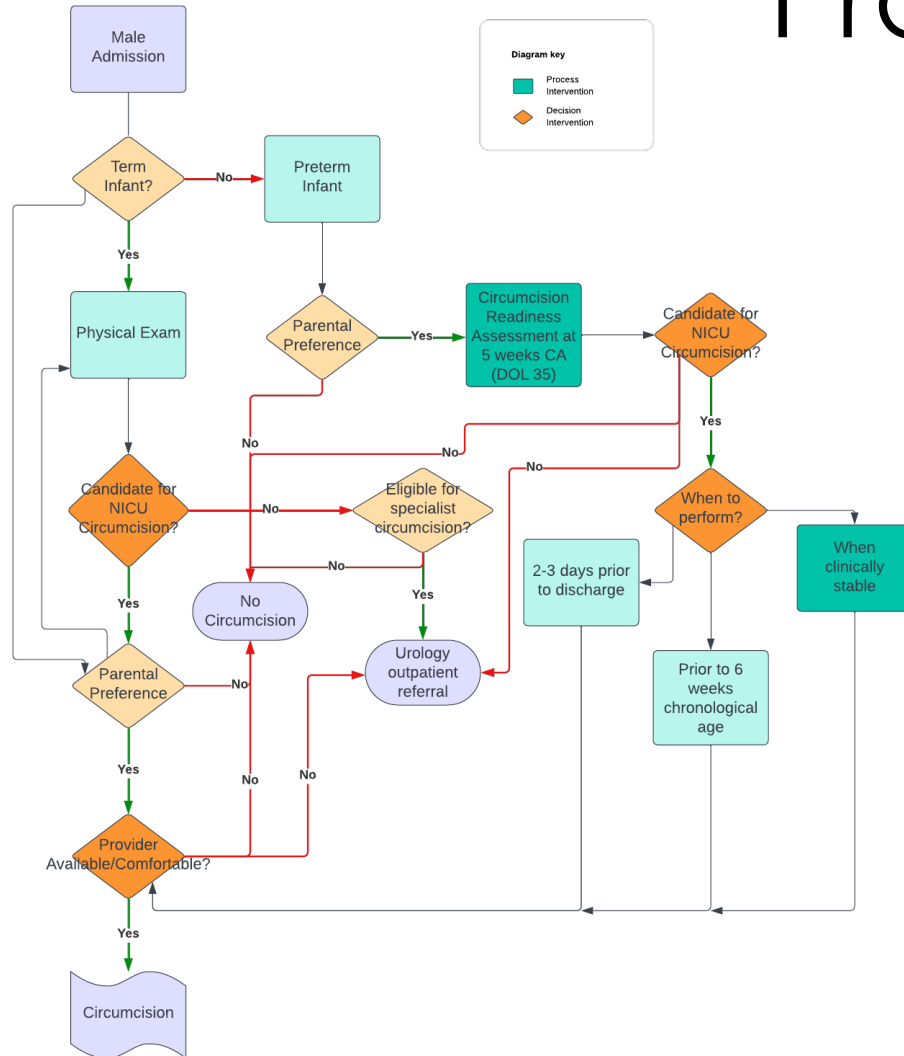 Pro
Male
Admission
Diagram key
Process
Intervention
Decision
Intervention
Term
Infant?
No
Preterm
Infant
Yes
Physical Exam
Parental
Preference
Yes
Circumcision
Readiness
Assessment at
5 weeks CA
(DOL 35)
Candidate for
NICU
Circumcision?
Yes
No
No
No
Candidate for
NICU
Circumcision?
No
Eligible for
specialist
circumcision?
When to
perform?
When
clinically
stable
2-3 days prior
to discharge
No
Yes
Yes
No
Circumcision
Urology
outpatient
referral
Parental
Preference
No
Prior to 6
weeks
chronological
age
Yes
No
No
Provider
Available/Comfortable?
Yes
Circumcision